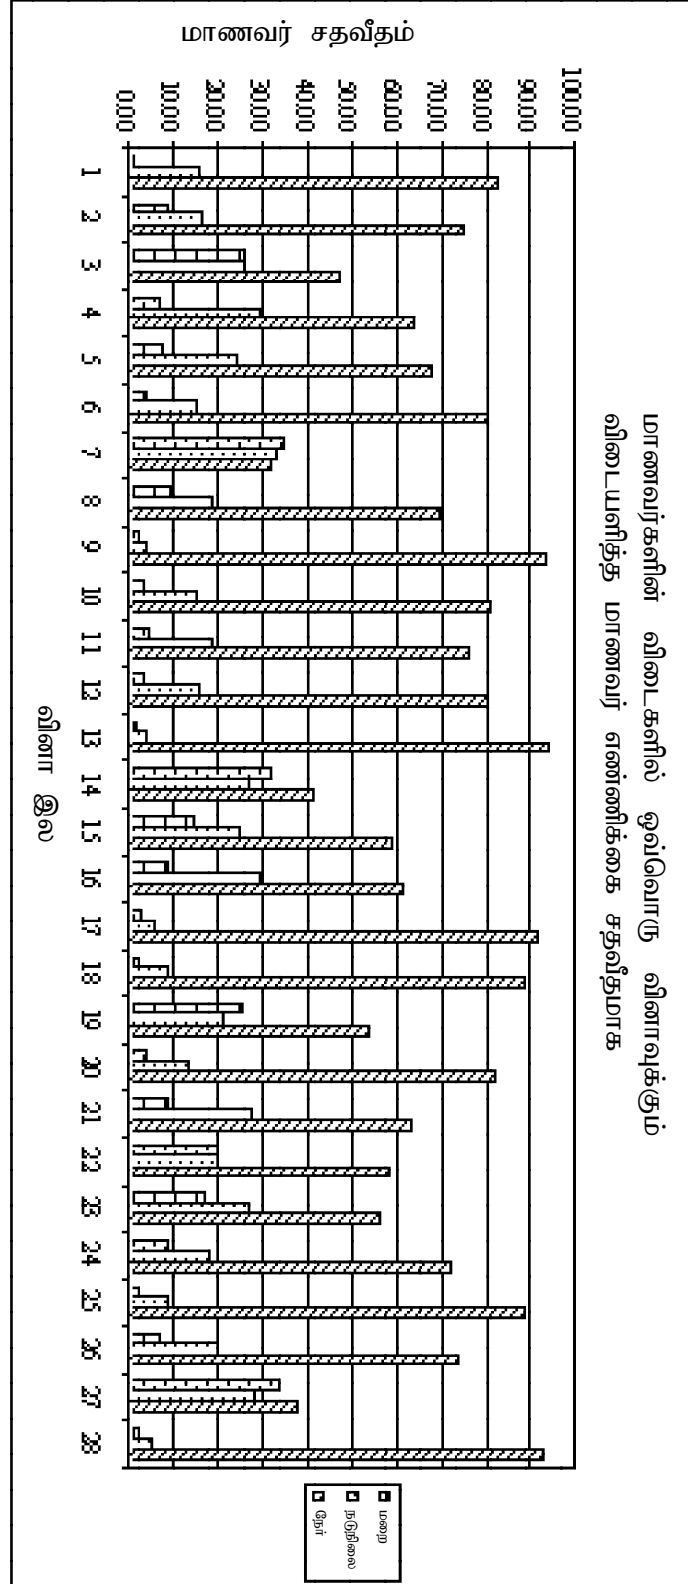 மாணவர்களின் விடைகளில் ஒவ்வொரு வினாவுக்கும்
விடையளித்த மாணவர் எண்ணிக்கை சதவீதமாக
மாணவர் சதவீதம்
100.00
90.00
80.00
70.00
60.00
50.00
40.00
30.00
20.00
10.00
0.00
1 2 3 4 5 6 7 8 9 10 11 12 13 14 15 16 17 18 19 20 21 22 23 24 25 26 27 28
வினா இல
மறை
நடுநிலை
நேர்